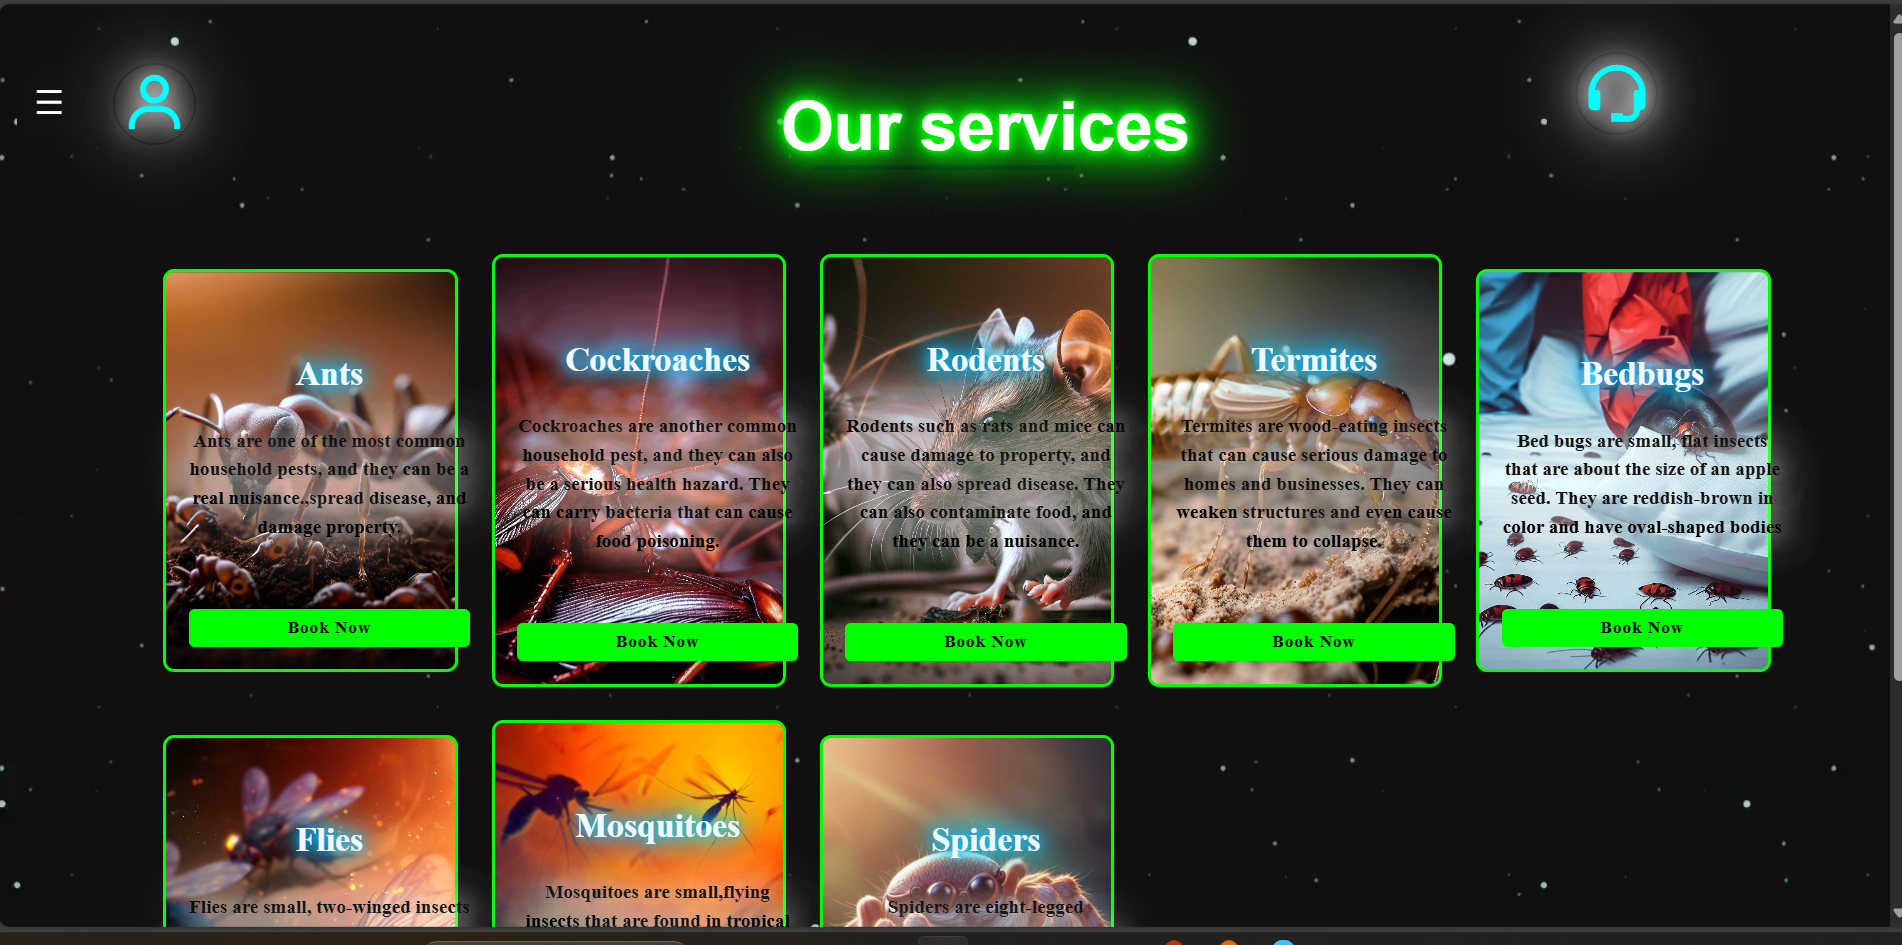 Our services
Ants
Ants are one of the most common
household pests, and they can be a
real nuisance.,spread disease, and
damage property.
Book Now
Cockroaches
Cockroaches are another common
household pest, and they can also
be a serious health hazard. They
can carry bacteria that can cause
food poisoning.
Book Now
Rodents
Rodents such as rats and mice can
cause damage to property, and
they can also spread disease. They
can also contaminate food, and
they can be a nuisance.
Book Now
Termites
Termites are wood-eating insects
that can cause serious damage to
homes and businesses. They can
weaken structures and even cause
them to collapse.
Book Now
Bedbugs
Bed bugs are small, flat insects
that are about the size of an apple
seed. They are reddish-brown in
color and have oval-shaped bodies
Book Now
Flies
Flies are small, two-winged insects
Mosquitoes
Mosquitoes are small,flying
insects that are found in tropical
Spiders
Spiders are eight-legged